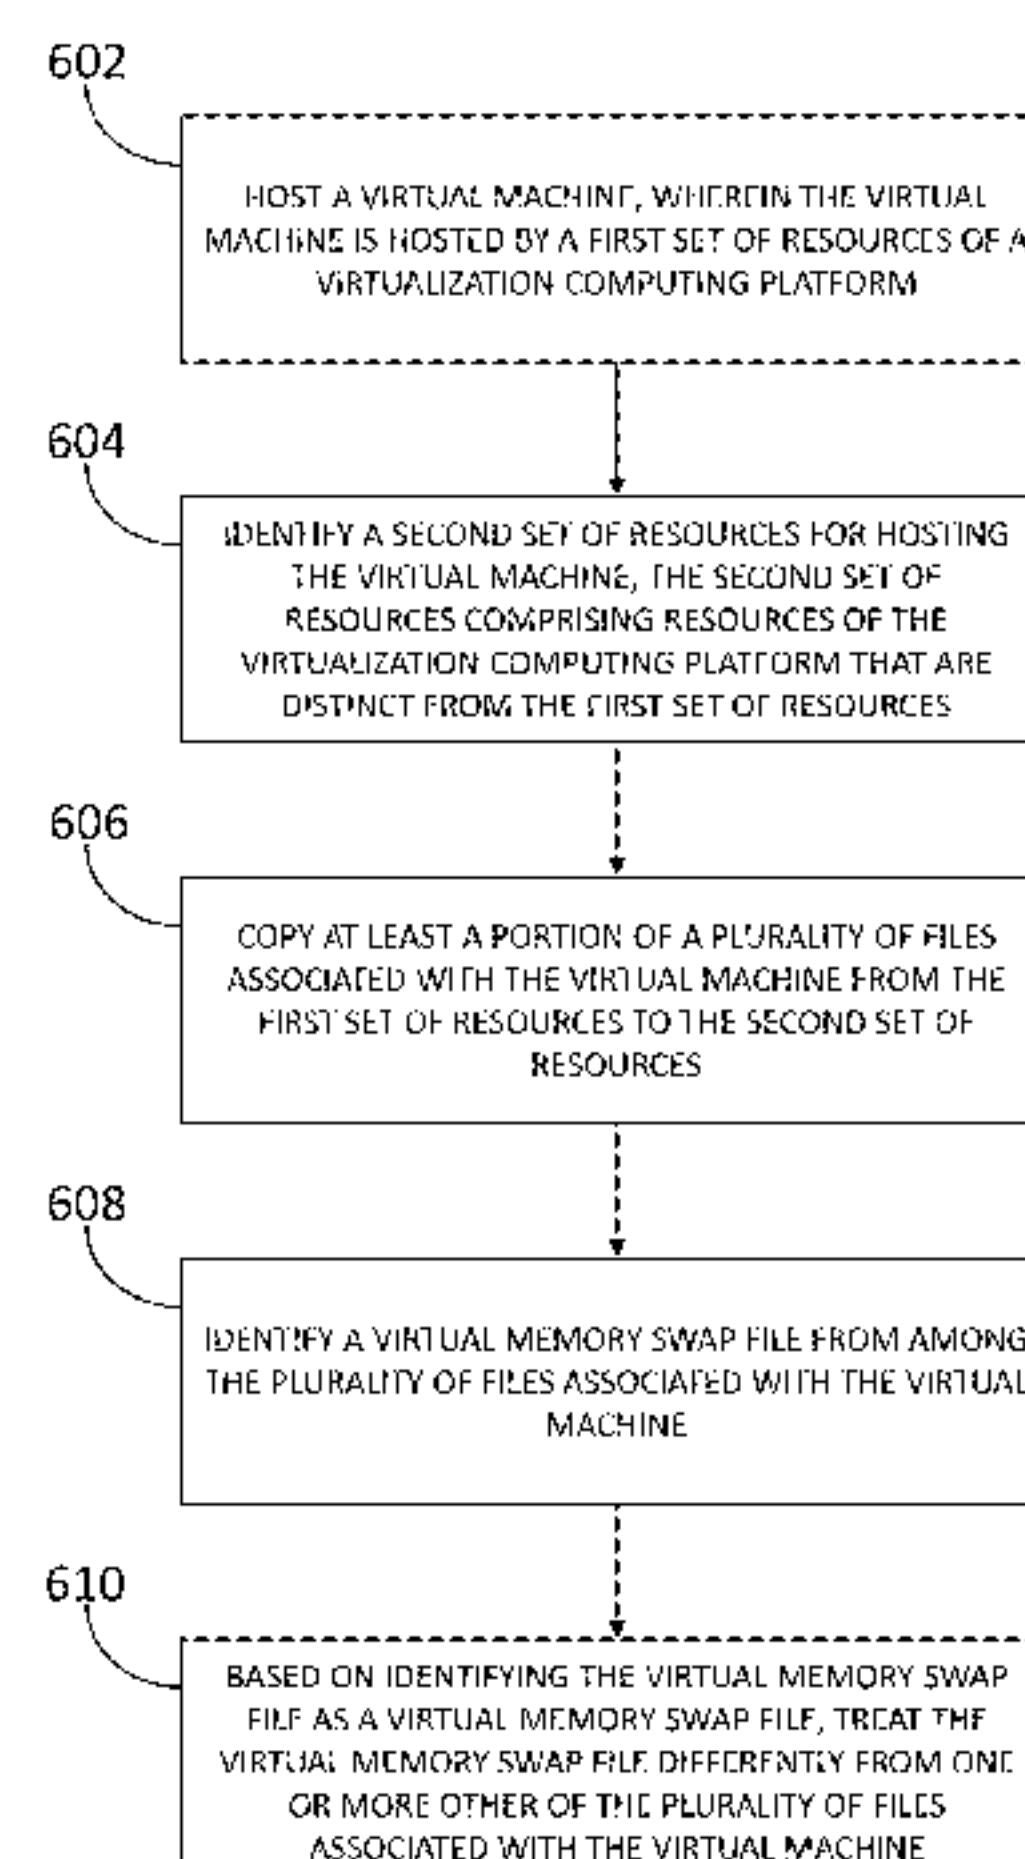 602
HOST A VIRTUAL MACHINE, WHEREIN THE VIRTUAL
MACHINE IS HOSTED BY A FIRST SET OF RESOURCES OF A
VIRTUALIZATION COMPUTING PLATFORM
604
IDENTIFY A SECOND SET OF RESOURCES FOR HOSTING
THE VIRTUAL MACHINE, THE SECOND SET OF
RESOURCES COMPRISING RESOURCES OF THE
VIRTUALIZATION COMPUTING PLATFORM THAT ARE
DISTINCT FROM THE FIRST SET OF RESOURCES
606
COPY AT LEAST A PORTION OF A PLURALITY OF FILES
ASSOCIATED WITH THE VIRTUAL MACHINE FROM THE
FIRST SET OF RESOURCES TO THE SECOND SET OF
RESOURCES
608
IDENTIFY A VIRTUAL MEMORY SWAP FILE FROM AMONG
THE PLURALITY OF FILES ASSOCIATED WITH THE VIRTUAL
MACHINE
610
BASED ON IDENTIFYING THE VIRTUAL MEMORY SWAP
FILE AS A VIRTUAL MEMORY SWAP FILE, TREAT THE
VIRTUAL MEMORY SWAP FILE DIFFERENTLY FROM ONE
OR MORE OTHER OF THE PLURALITY OF FILES
ASSOCIATED WITH THE VIRTUAL MACHINE